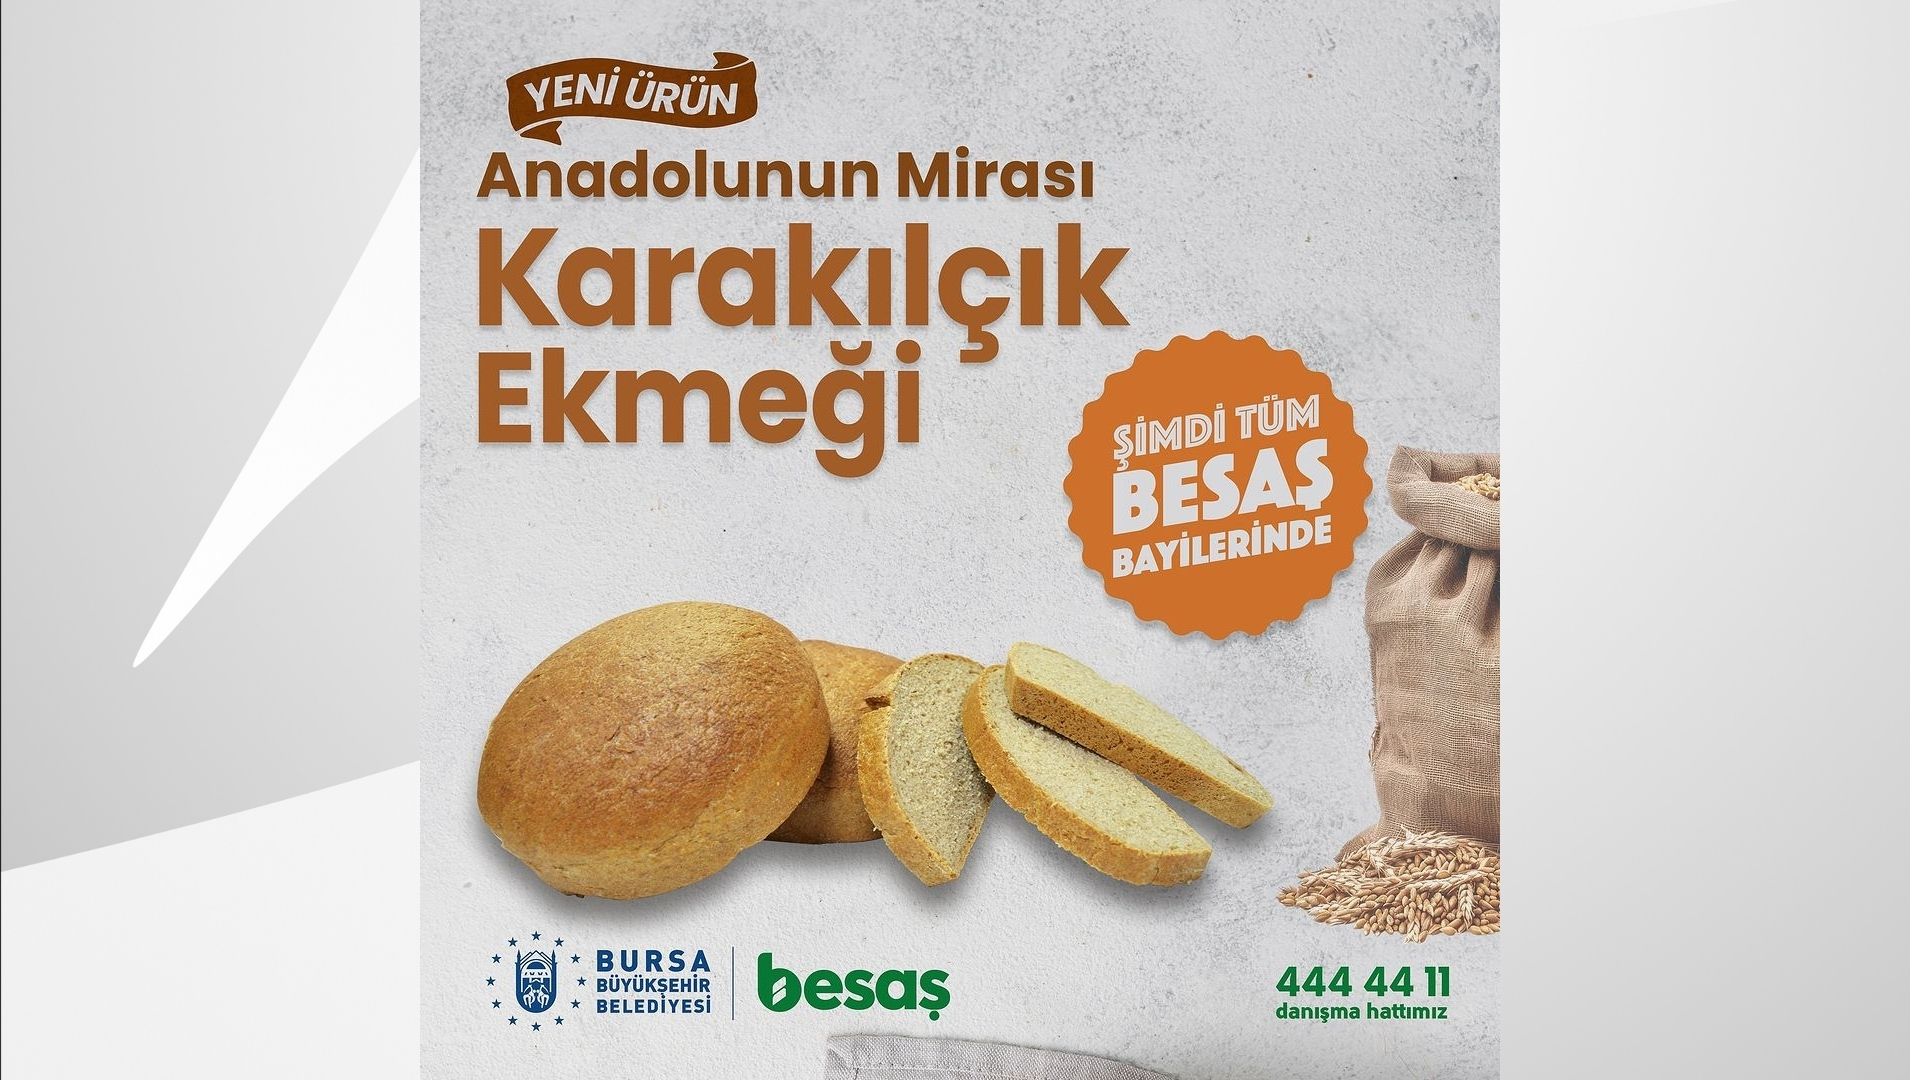 YENİ ÜRÜN
Anadolunun Mirası
Karakılçık
Ekmeği
ŞİMDİ TÜM
BESAŞ
BAYİLERİNDE
BURSA
BÜYÜKŞEHİR
BELEDİYESİ
besaş
444 44 11
danışma hattımız